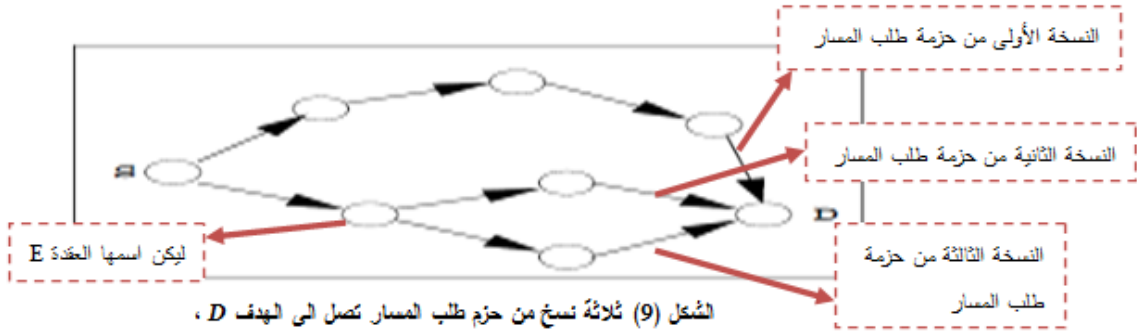 النسخة الأولى من حزمة طلب المسار
النسخة الثانية من حزمة طلب المسار
S
D
ليكن اسمها العقدة E
النسخة الثالثة من حزمة
طلب المسار
الشكل (9) ثلاثة نسخ من حزم طلب المسار تصل الى الهدف D ،